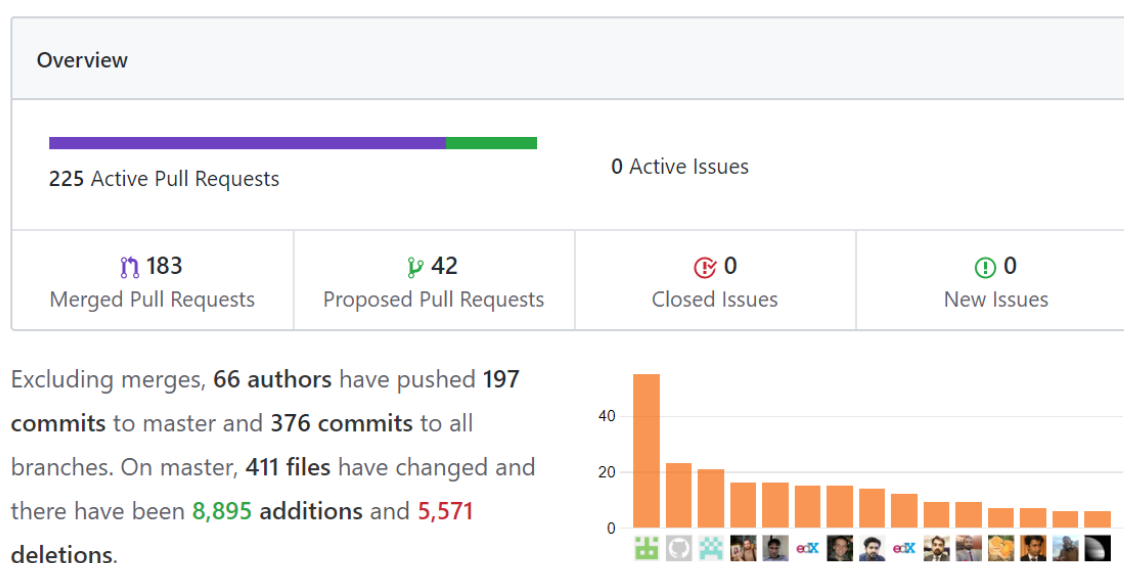 Overview
225 Active Pull Requests
0 Active Issues
183
Merged Pull Requests
42
Proposed Pull Requests
0
Closed Issues
0
New Issues
Excluding merges, 66 authors have pushed 197
commits to master and 376 commits to all
branches. On master, 411 files have changed and
there have been 8,895 additions and 5,571
deletions.
40
20
0
edX
edX